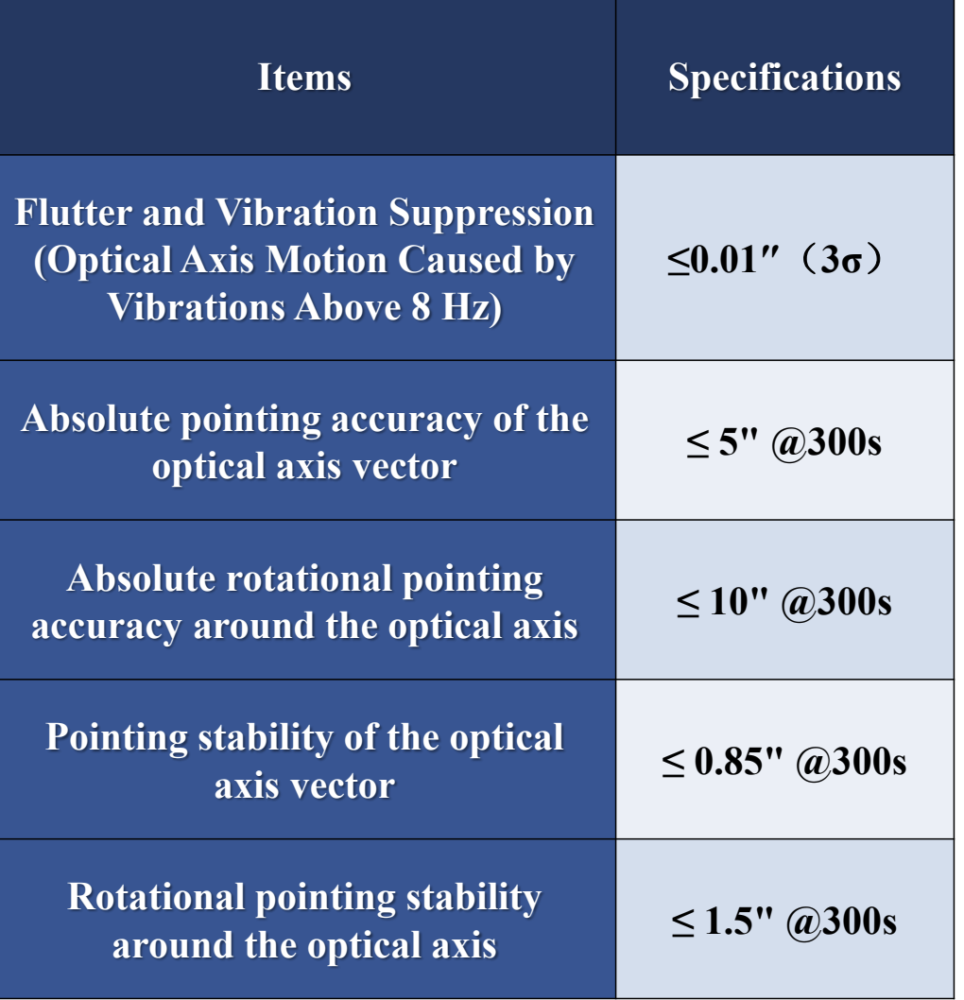 Items
Specifications
Flutter and Vibration Suppression
(Optical Axis Motion Caused by
Vibrations Above 8 Hz)
≤0.01″（3σ）
Absolute pointing accuracy of the
optical axis vector
≤ 5" @300s
Absolute rotational pointing
accuracy around the optical axis
≤ 10" @300s
Pointing stability of the optical
axis vector
≤ 0.85" @300s
Rotational pointing stability
around the optical axis
≤ 1.5" @300s